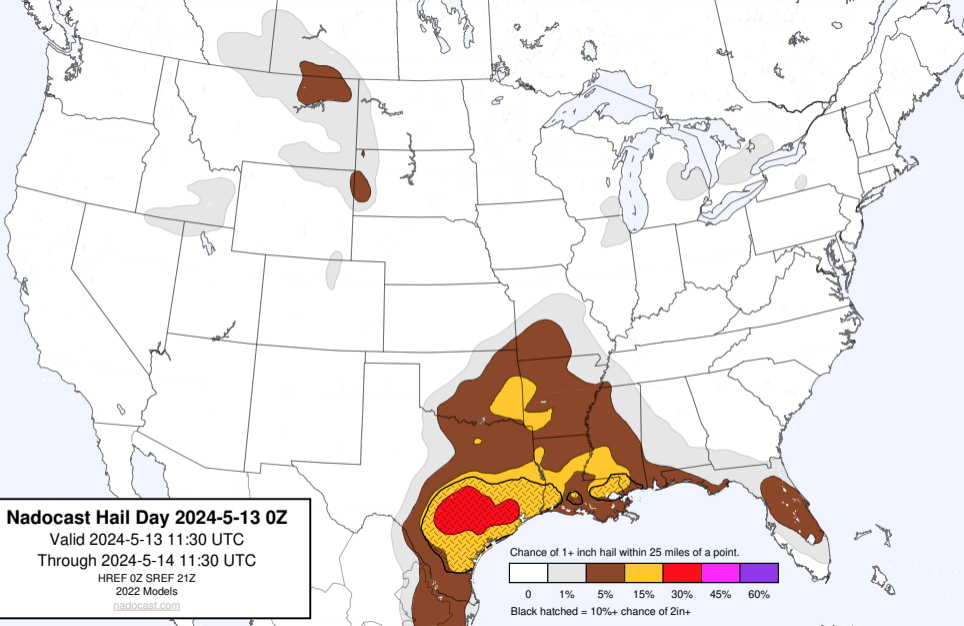 Nadocast Hail Day 2024-5-13 0Z
Valid 2024-5-13 11:30 UTC
Through 2024-5-14 11:30 UTC
HREF 0Z SREF 21Z
2022 Models
nadocast.com
Chance of 1+ inch hail within 25 miles of a point.
0 1% 5% 15% 30% 45% 60%
Black hatched = 10%+ chance of 2in+